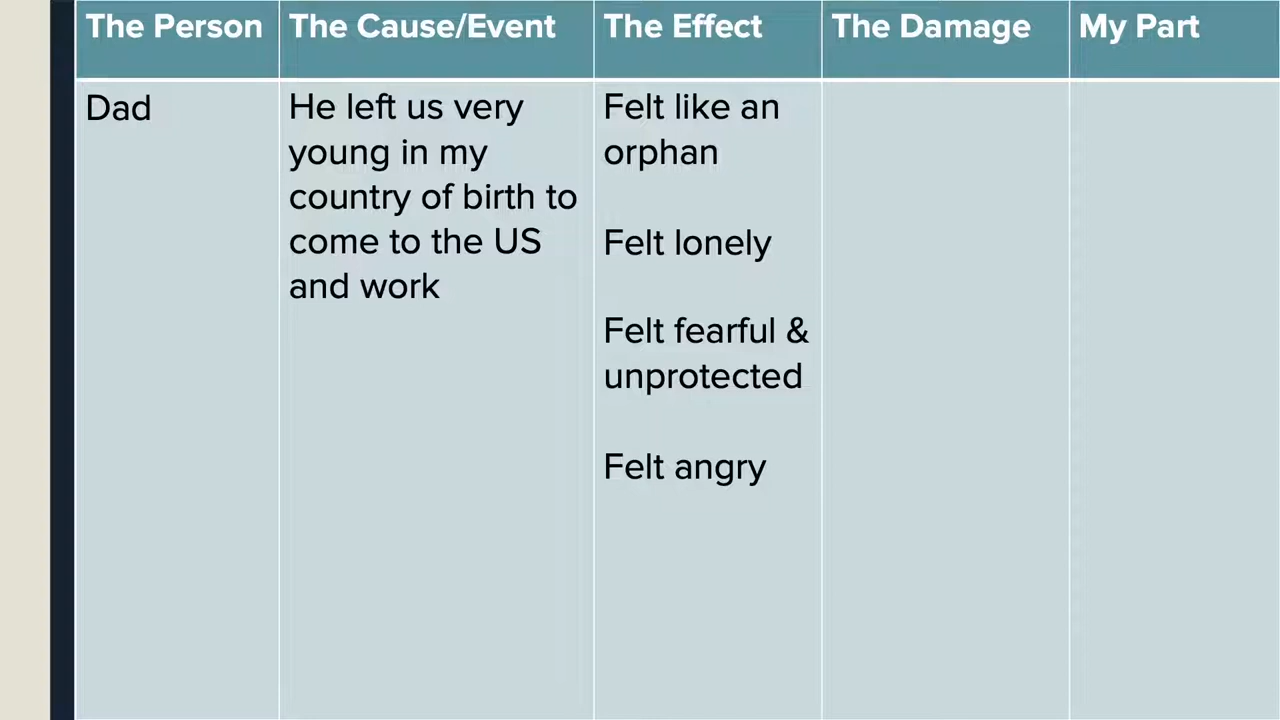 The Person
The Cause/Event
The Effect
The Damage
My Part
Dad
He left us very
young in my
country of birth to
come to the US
and work
Felt like an
orphan
Felt lonely
Felt fearful &
unprotected
Felt angry